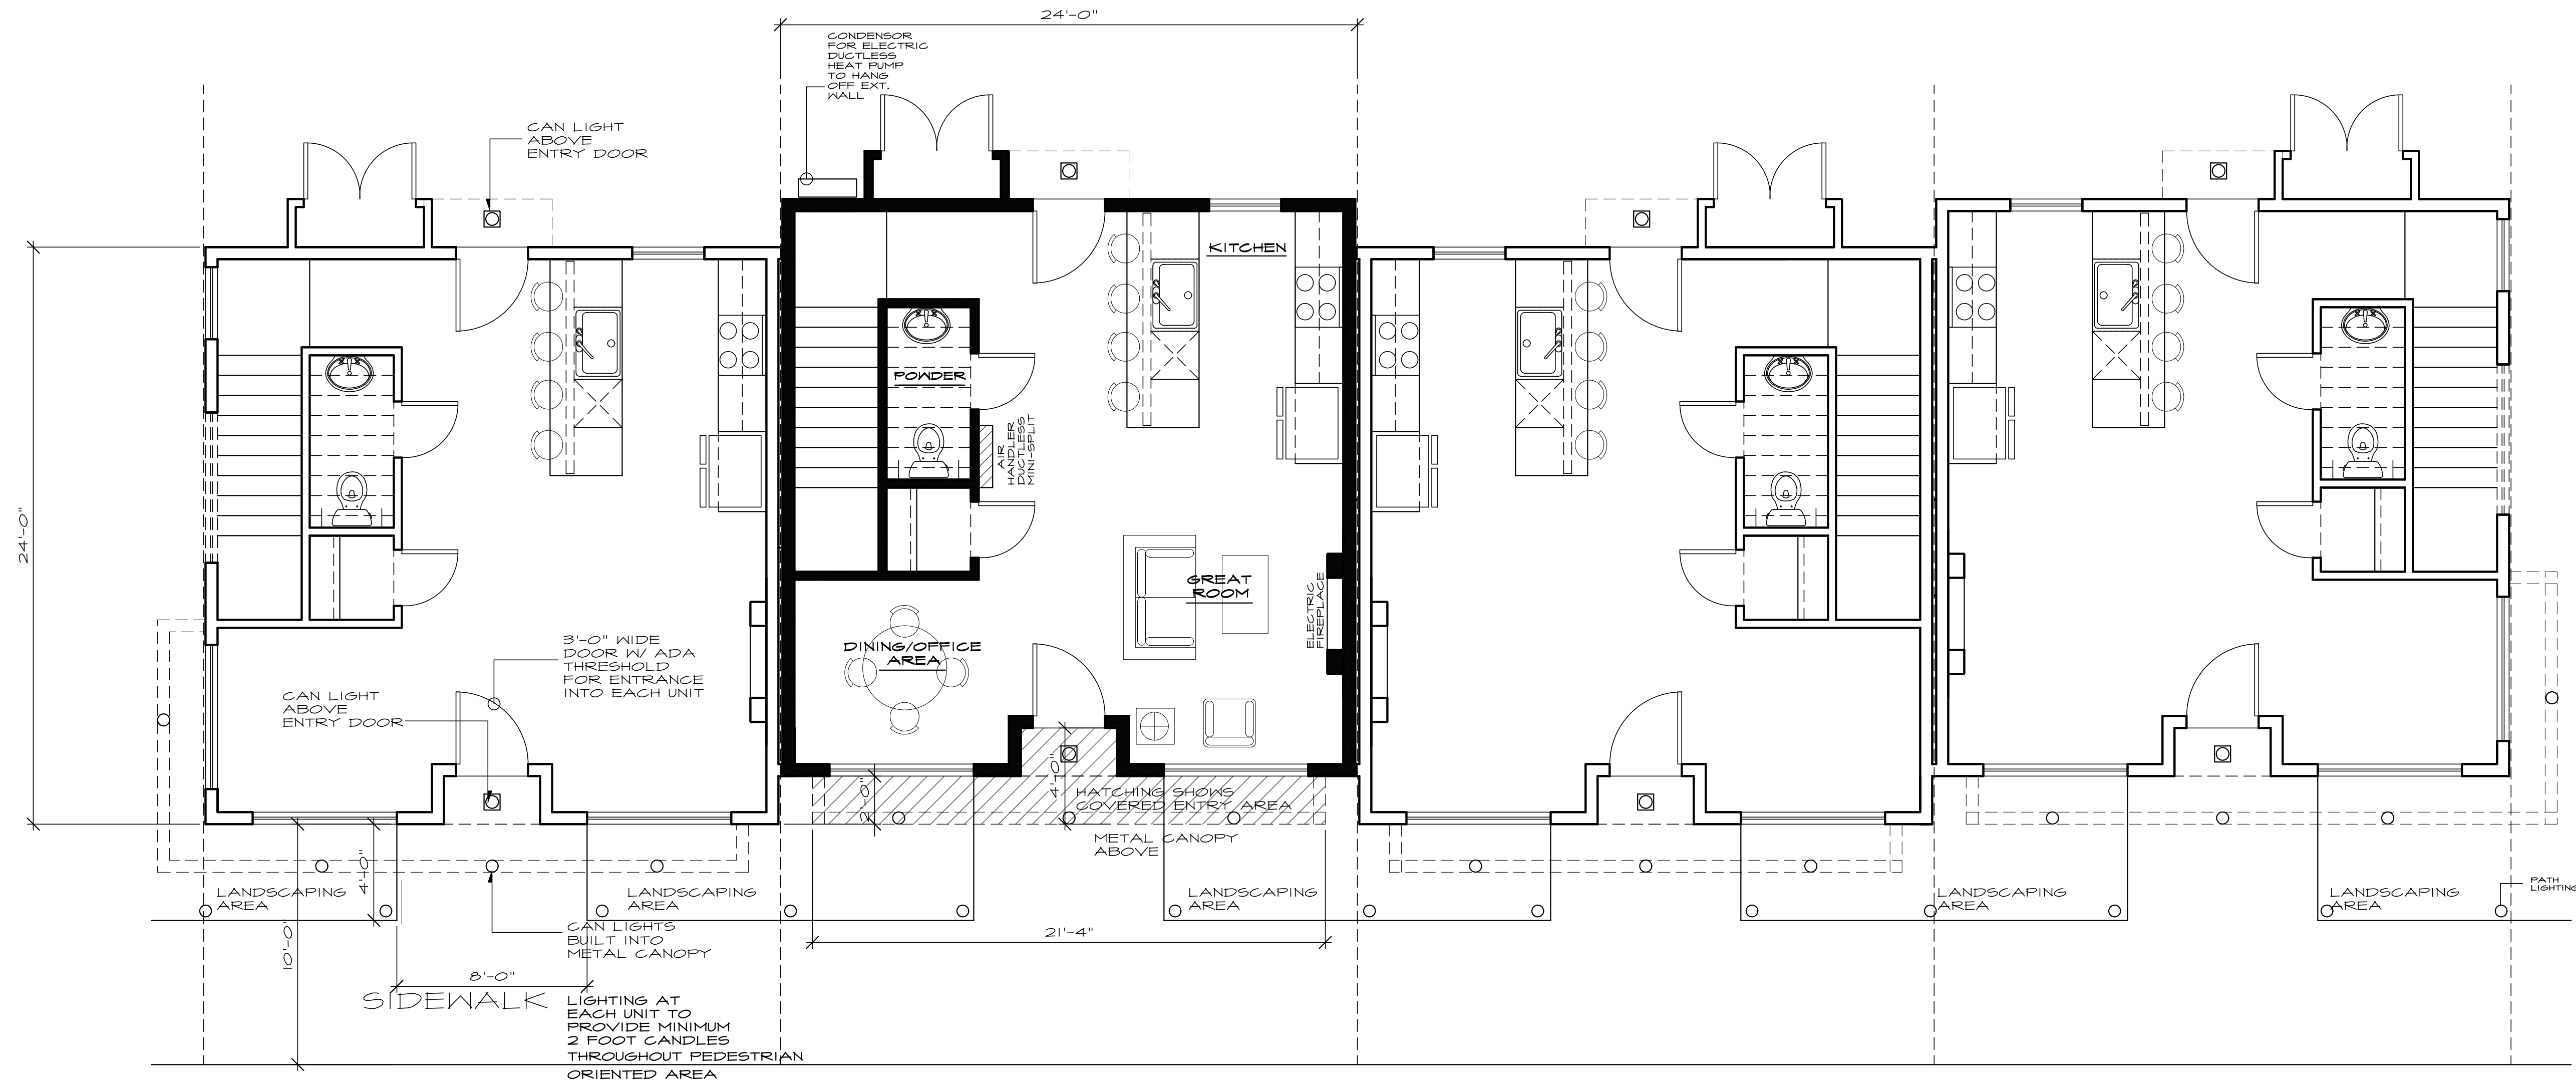 24'-0"
CONDENSOR
FOR ELECTRIC
DUCTLESS
HEAT PUMP
TO HANG
OFF EXT.
WALL
CAN LIGHT
ABOVE
ENTRY DOOR
KITCHEN
POWDER
AIR
HANDLER
DUCTLESS
MINI-SPLIT
24'-0"
GREAT
ROOM
ELECTRIC
FIREPLACE
DINING/OFFICE
AREA
3'-0" WIDE
DOOR W/ ADA
THRESHOLD
FOR ENTRANCE
INTO EACH UNIT
CAN LIGHT
ABOVE
ENTRY DOOR
2'-0"
4'-0"
HATCHING SHOWS
COVERED ENTRY AREA
METAL CANOPY
ABOVE
4'-0"
LANDSCAPING
AREA
LANDSCAPING
AREA
LANDSCAPING
AREA
LANDSCAPING
AREA
LANDSCAPING
AREA
PATH
LIGHTING
10'-0"
CAN LIGHTS
BUILT INTO
METAL CANOPY
21'-4"
8'-0"
SIDEWALK
LIGHTING AT
EACH UNIT TO
PROVIDE MINIMUM
2 FOOT CANDLES
THROUGHOUT PEDESTRIAN
ORIENTED AREA